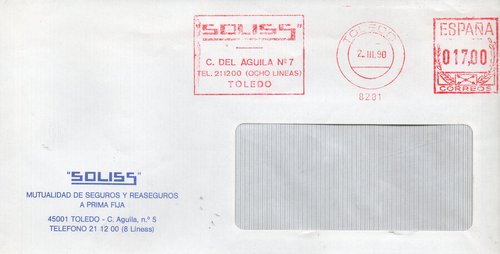 "SOLISS"
C. DEL AGUILA Nº 7
TEL. 211200 (OCHO LINEAS)
TOLEDO
TOLEDO
2. III. 90
8281
ESPAÑA
017,00
CORREOS
"SOLISS"
MUTUALIDAD DE SEGUROS Y REASEGUROS
A PRIMA FIJA
45001 TOLEDO - C. Aguila, n.º 5
TELEFONO 21 12 00 (8 Líneas)